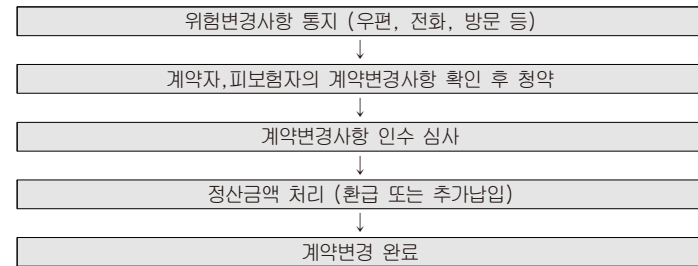 위험변경사항 통지 (우편, 전화, 방문 등)
↓
계약자,피보험자의 계약변경사항 확인 후 청약
↓
계약변경사항 인수 심사
↓
정산금액 처리 (환급 또는 추가납입)
↓
계약변경 완료